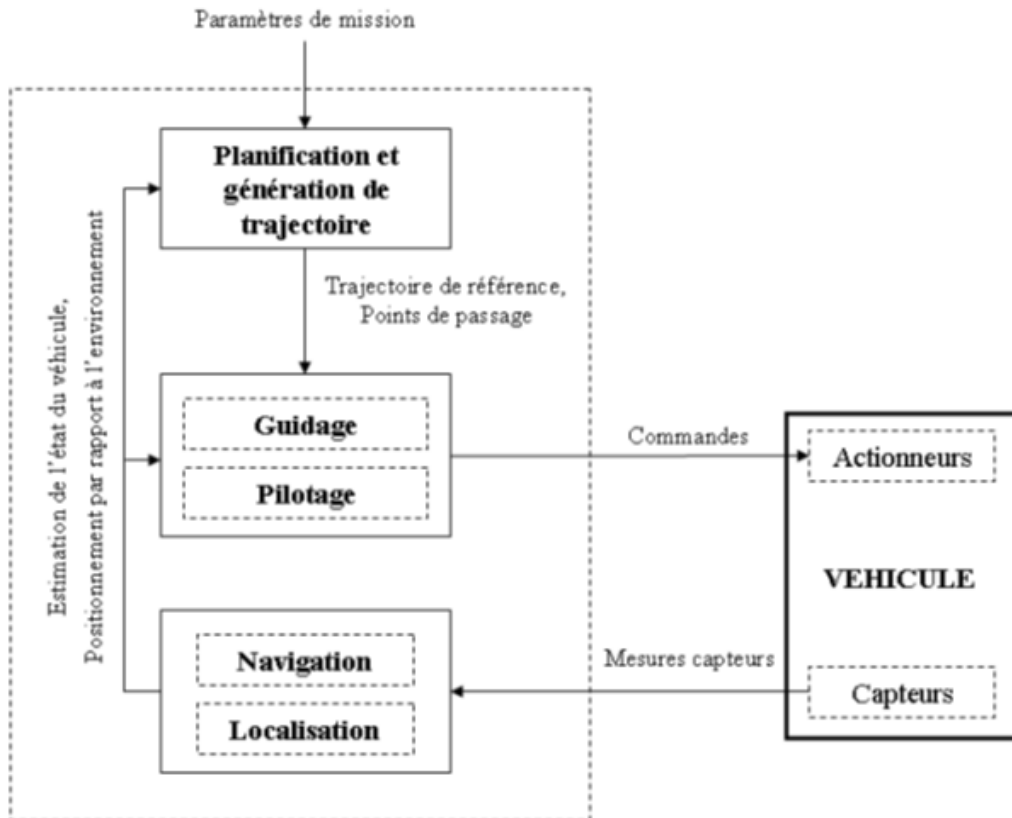 Paramètres de mission
Planification et
génération de
trajectoire
Trajectoire de référence,
Points de passage
Estimation de l'état du véhicule,
Positionnement par rapport à l'environnement
Guidage
Pilotage
Commandes
Actionneurs
VEHICULE
Navigation
Localisation
Mesures capteurs
Capteurs